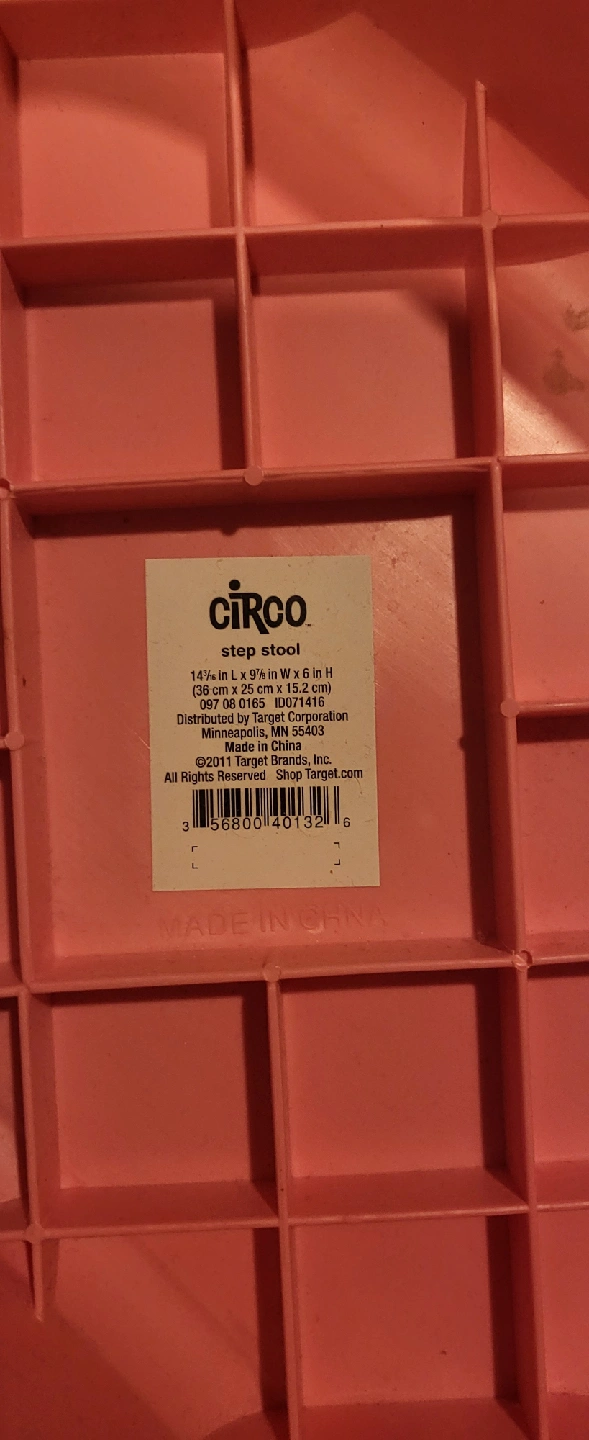 CiRCO™
step stool
14³/₁₆ in L x 9⅞ in W x 6 in H
(36 cm x 25 cm x 15.2 cm)
097 08 0165 ID071416
Distributed by Target Corporation
Minneapolis, MN 55403
Made in China
©2011 Target Brands, Inc.
All Rights Reserved Shop Target.com
3 56800 40132 6
MADE IN CHINA